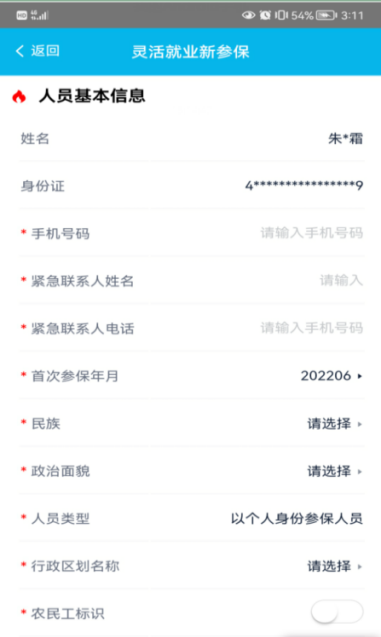 HD 54% 3:11
返回 灵活就业新参保
人员基本信息
姓名 朱*霜
身份证 4****************9
* 手机号码 请输入手机号码
* 紧急联系人姓名 请输入
* 紧急联系人电话 请输入手机号码
* 首次参保年月 202206
* 民族 请选择
* 政治面貌 请选择
* 人员类型 以个人身份参保人员
* 行政区划名称 请选择
* 农民工标识